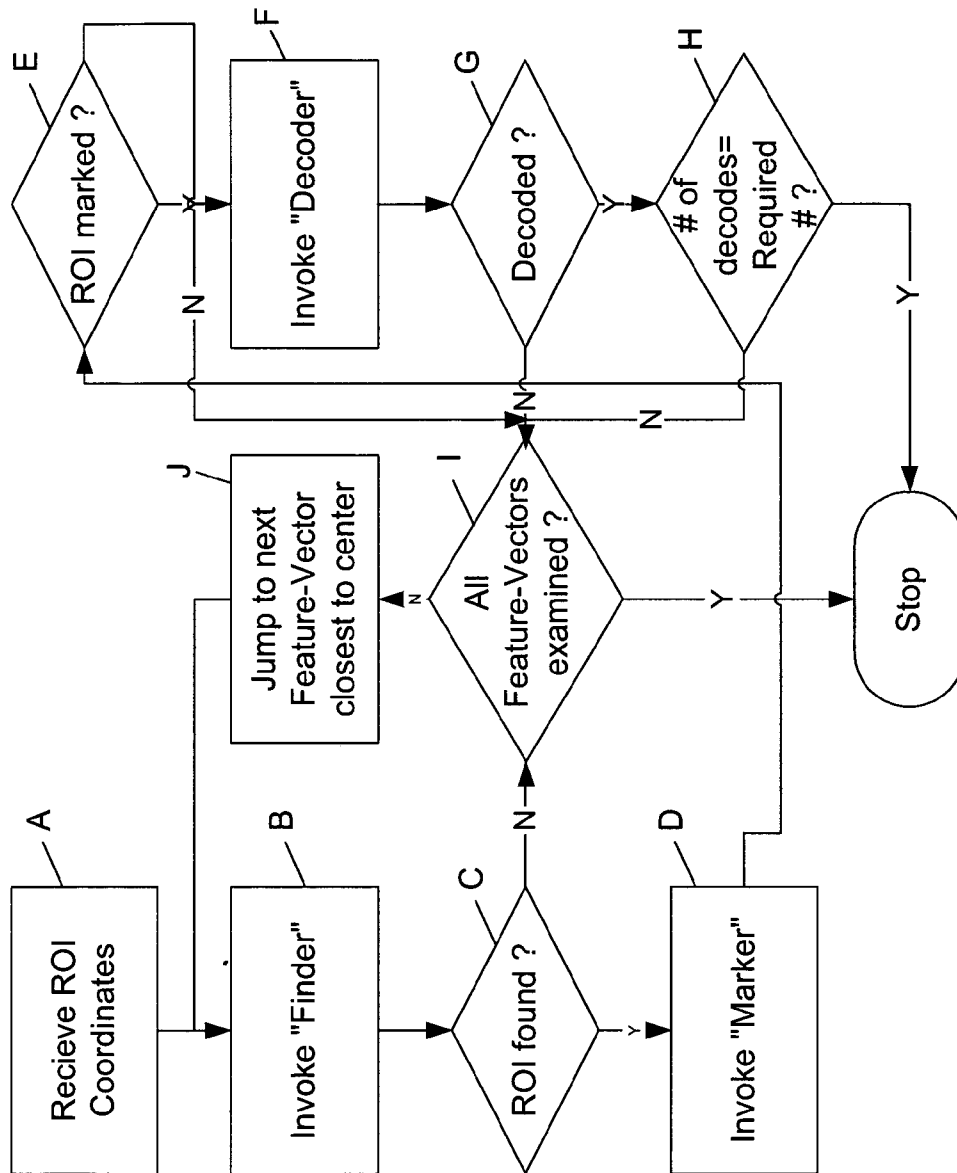 A
Recieve ROI
Coordinates
B
Invoke "Finder"
C
ROI found ?
N
Y
D
Invoke "Marker"
J
Jump to next
Feature-Vector
closest to center
N
I
All
Feature-Vectors
examined ?
Y
Stop
E
ROI marked ?
Y
N
F
Invoke "Decoder"
G
Decoded ?
N
Y
H
# of
decodes=
Required
# ?
N
Y